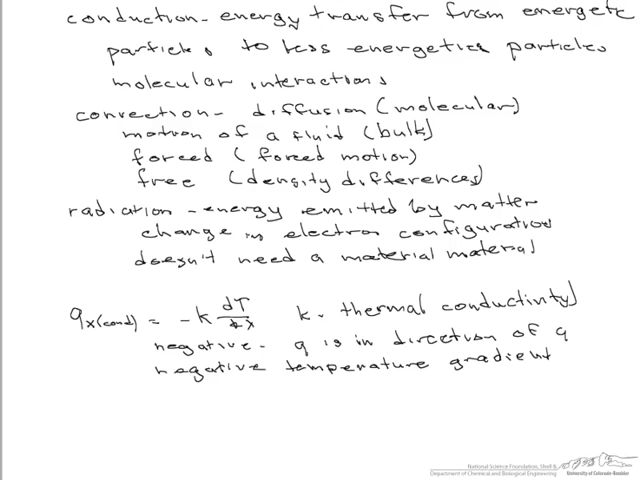 conduction - energy transfer from emergetc
particles to less energetica particles
molecular interactions
convection - diffusion (molecular)
motion of a fluid (bulk)
forced (forced motion)
free (density differences)
radiation - energy emitted by matter
change in electron configuration
doesn't need a material material
qx(cond) = -k dT/dx k - thermal conductivity
negative - q is in direction of q
negative temperature gradient
National Science Foundation, Shell &
Department of Chemical and Biological Engineering University of Colorado Boulder